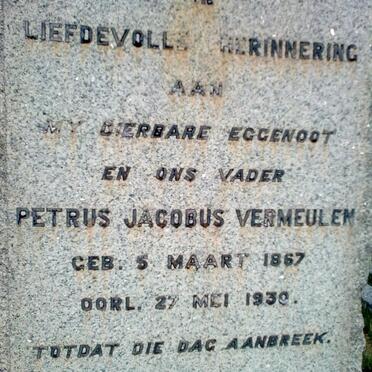 IN
LIEFDEVOLLE HERINNERING
AAN
MY DIERBARE EGGENOOT
EN ONS VADER
PETRUS JACOBUS VERMEULEN
GEB. 5 MAART 1867
OORL. 27 MEI 1930.
TOTDAT DIE DAG AANBREEK.